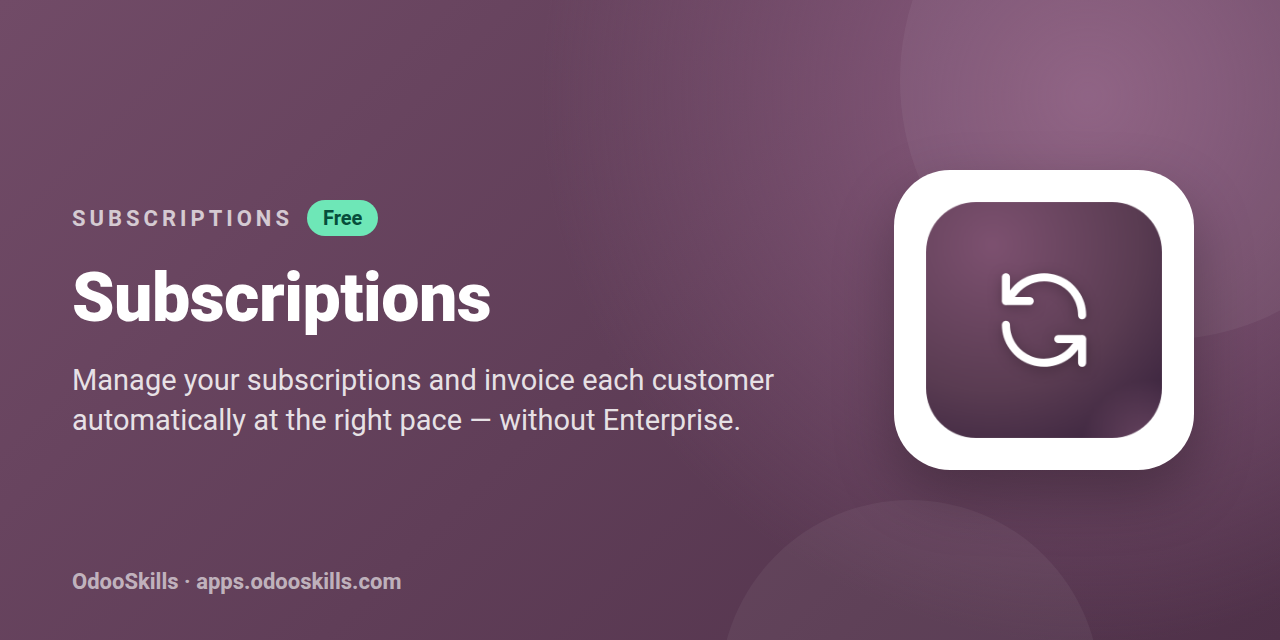 SUBSCRIPTIONS Free
Subscriptions
Manage your subscriptions and invoice each customer
automatically at the right pace — without Enterprise.
OdooSkills · apps.odooskills.com